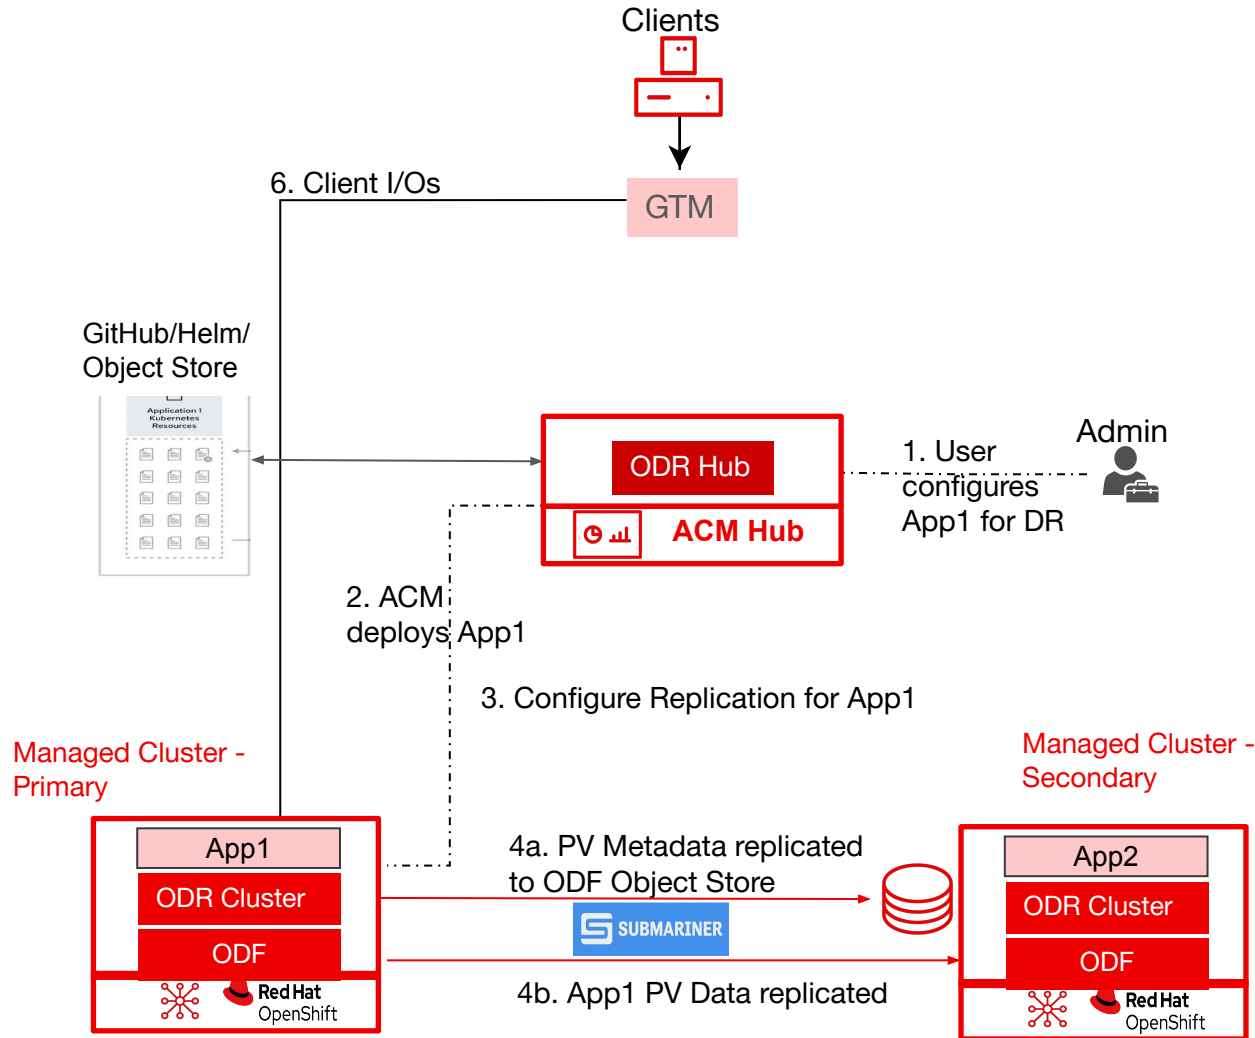 Clients
6. Client I/Os
GTM
GitHub/Helm/
Object Store
Application 1
Kubernetes
Resources
ODR Hub
ACM Hub
1. User
configures
App1 for DR
Admin
2. ACM
deploys App1
3. Configure Replication for App1
Managed Cluster -
Primary
Managed Cluster -
Secondary
App1
ODR Cluster
ODF
Red Hat
OpenShift
4a. PV Metadata replicated
to ODF Object Store
SUBMARINER
4b. App1 PV Data replicated
App2
ODR Cluster
ODF
Red Hat
OpenShift